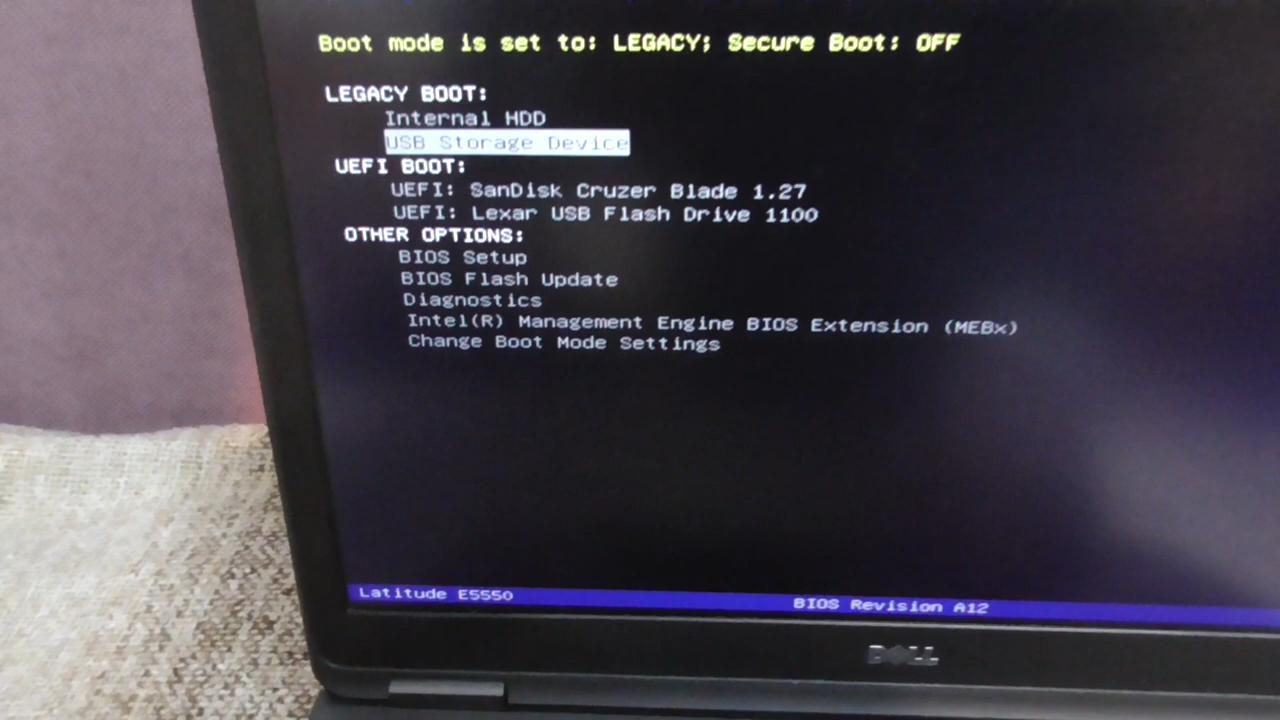 Boot mode is set to: LEGACY; Secure Boot: OFF
LEGACY BOOT:
Internal HDD
USB Storage Device
UEFI BOOT:
UEFI: SanDisk Cruzer Blade 1.27
UEFI: Lexar USB Flash Drive 1100
OTHER OPTIONS:
BIOS Setup
BIOS Flash Update
Diagnostics
Intel(R) Management Engine BIOS Extension (MEBx)
Change Boot Mode Settings
Latitude E5550 BIOS Revision A12
DELL